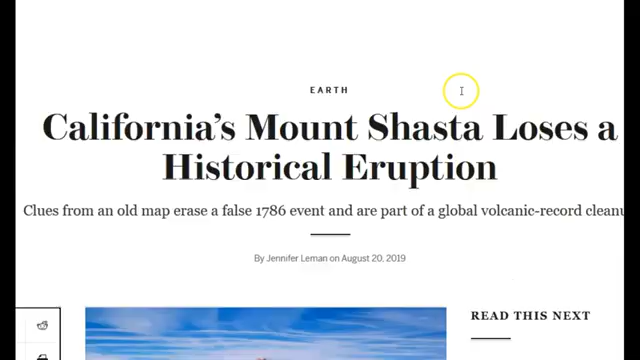 EARTH
California's Mount Shasta Loses a
Historical Eruption
Clues from an old map erase a false 1786 event and are part of a global volcanic-record cleanu
By Jennifer Leman on August 20, 2019
READ THIS NEXT